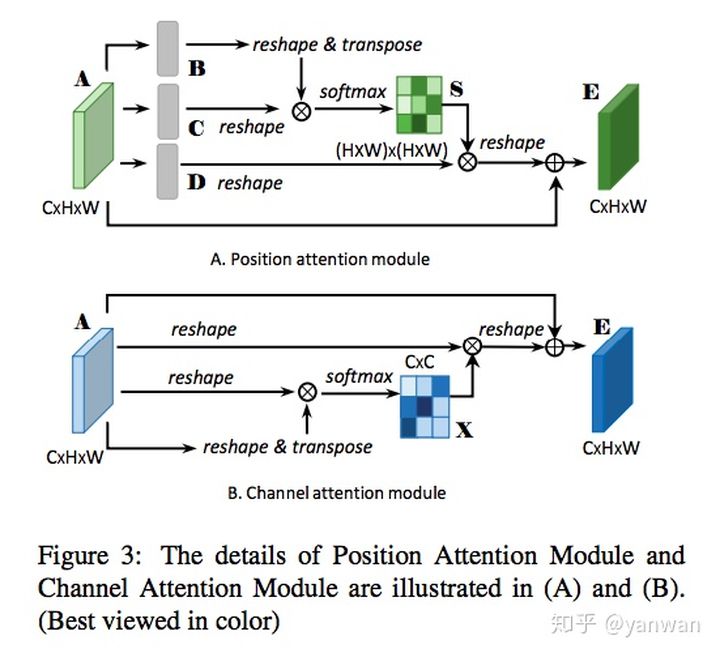 A
B
reshape & transpose
softmax
S
E
C
reshape
(HxW)x(HxW)
reshape
D
reshape
CxHxW
CxHxW
A. Position attention module
A
reshape
reshape
E
CxC
reshape
softmax
X
reshape & transpose
CxHxW
CxHxW
B. Channel attention module
Figure 3: The details of Position Attention Module and
Channel Attention Module are illustrated in (A) and (B).
(Best viewed in color)
知乎 @yanwan